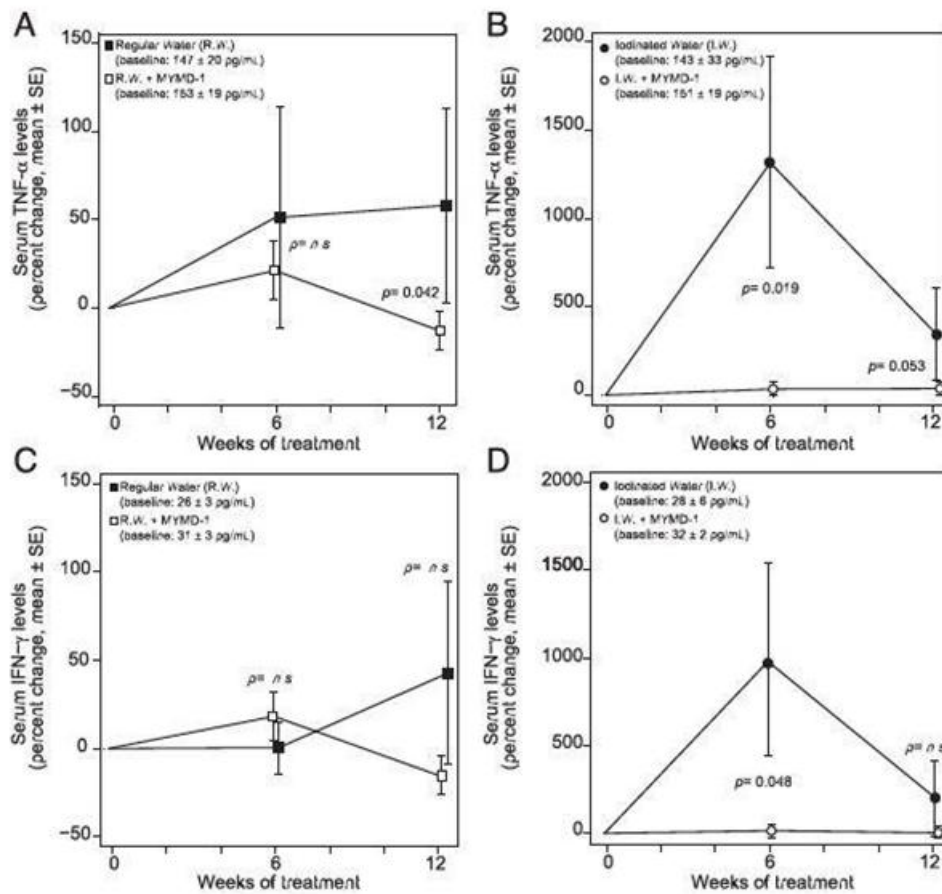 A
150
100
50
0
−50
Serum TNF-α levels
(percent change, mean ± SE)
■ Regular Water (R.W.)
(baseline: 147 ± 20 pg/mL)
□ R.W. + MYMD-1
(baseline: 153 ± 19 pg/mL)
p= n s
p= 0.042
0 6 12
Weeks of treatment
B
2000
1500
1000
500
0
Serum TNF-α levels
(percent change, mean ± SE)
● Iodinated Water (I.W.)
(baseline: 143 ± 33 pg/mL)
○ I.W. + MYMD-1
(baseline: 151 ± 19 pg/mL)
p= 0.019
p= 0.053
0 6 12
Weeks of treatment
C
150
100
50
0
−50
Serum IFN−γ levels
(percent change, mean ± SE)
■ Regular Water (R.W.)
(baseline: 26 ± 3 pg/mL)
□ R.W. + MYMD-1
(baseline: 31 ± 3 pg/mL)
p= n s
p= n s
0 6 12
Weeks of treatment
D
2000
1500
1000
500
0
Serum IFN−γ levels
(percent change, mean ± SE)
● Iodinated Water (I.W.)
(baseline: 28 ± 6 pg/mL)
○ I.W. + MYMD-1
(baseline: 32 ± 2 pg/mL)
p= 0.048
p= n s
0 6 12
Weeks of treatment